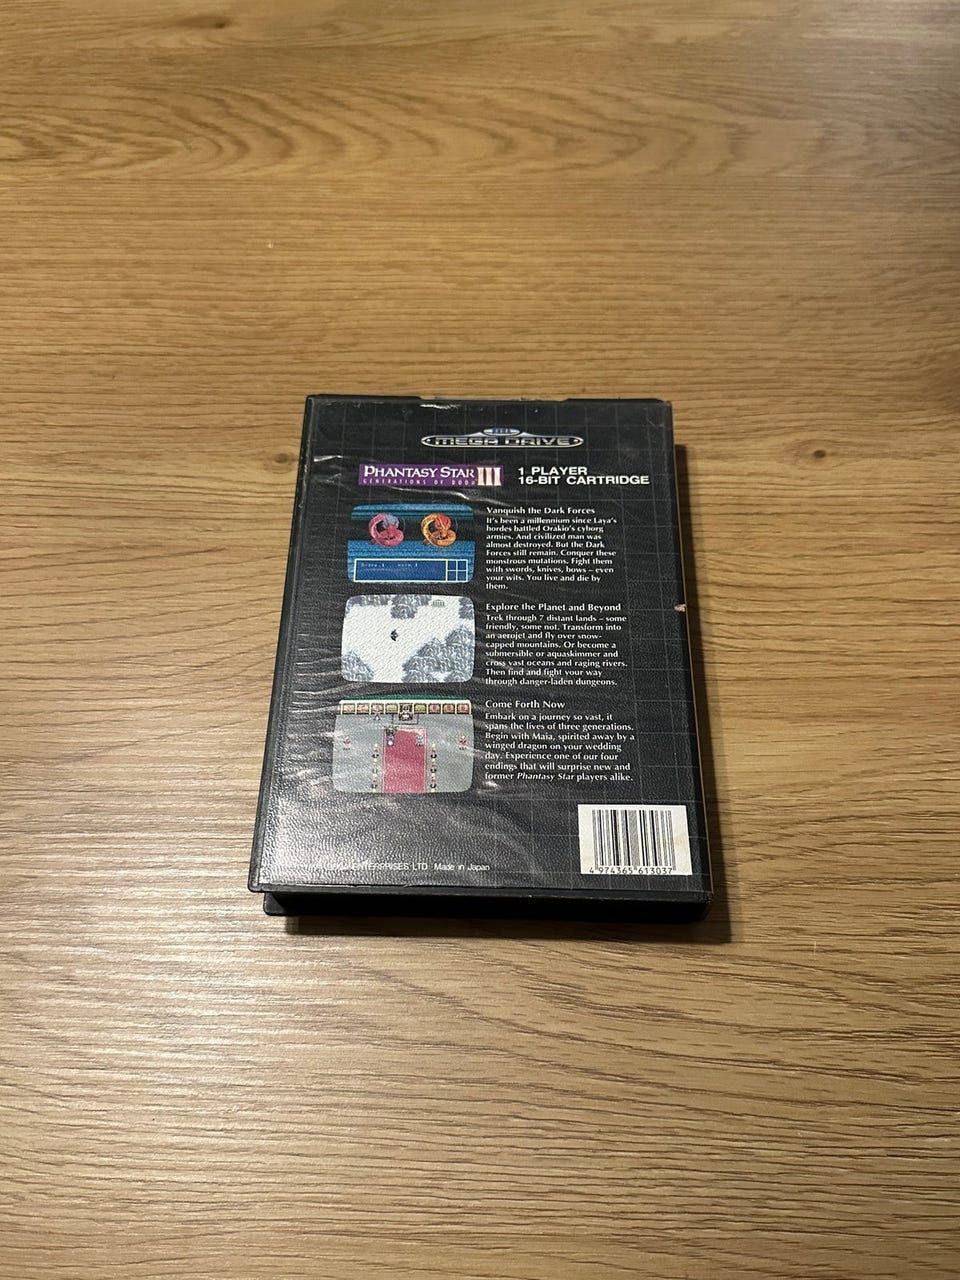 SEGA
MEGA DRIVE
PHANTASY STAR III
GENERATIONS OF DOOM
1 PLAYER
16-BIT CARTRIDGE
Vanquish the Dark Forces
It's been a millennium since Laya's
hordes battled Orakio's cyborg
armies. And civilized man was
almost destroyed. But the Dark
Forces still remain. Conquer these
monstrous mutations. Fight them
with swords, knives, bows – even
your wits. You live and die by
them.
Explore the Planet and Beyond
Trek through 7 distant lands – some
friendly, some not. Transform into
an aerojet and fly over snow-
capped mountains. Or become a
submersible or aquaskimmer and
cross vast oceans and raging rivers.
Then find and fight your way
through danger-laden dungeons.
Come Forth Now
Embark on a journey so vast, it
spans the lives of three generations.
Begin with Maia, spirited away by a
winged dragon on your wedding
day. Experience one of our four
endings that will surprise new and
former Phantasy Star players alike.
ENTERPRISES LTD Made in Japan
4 974365 613037